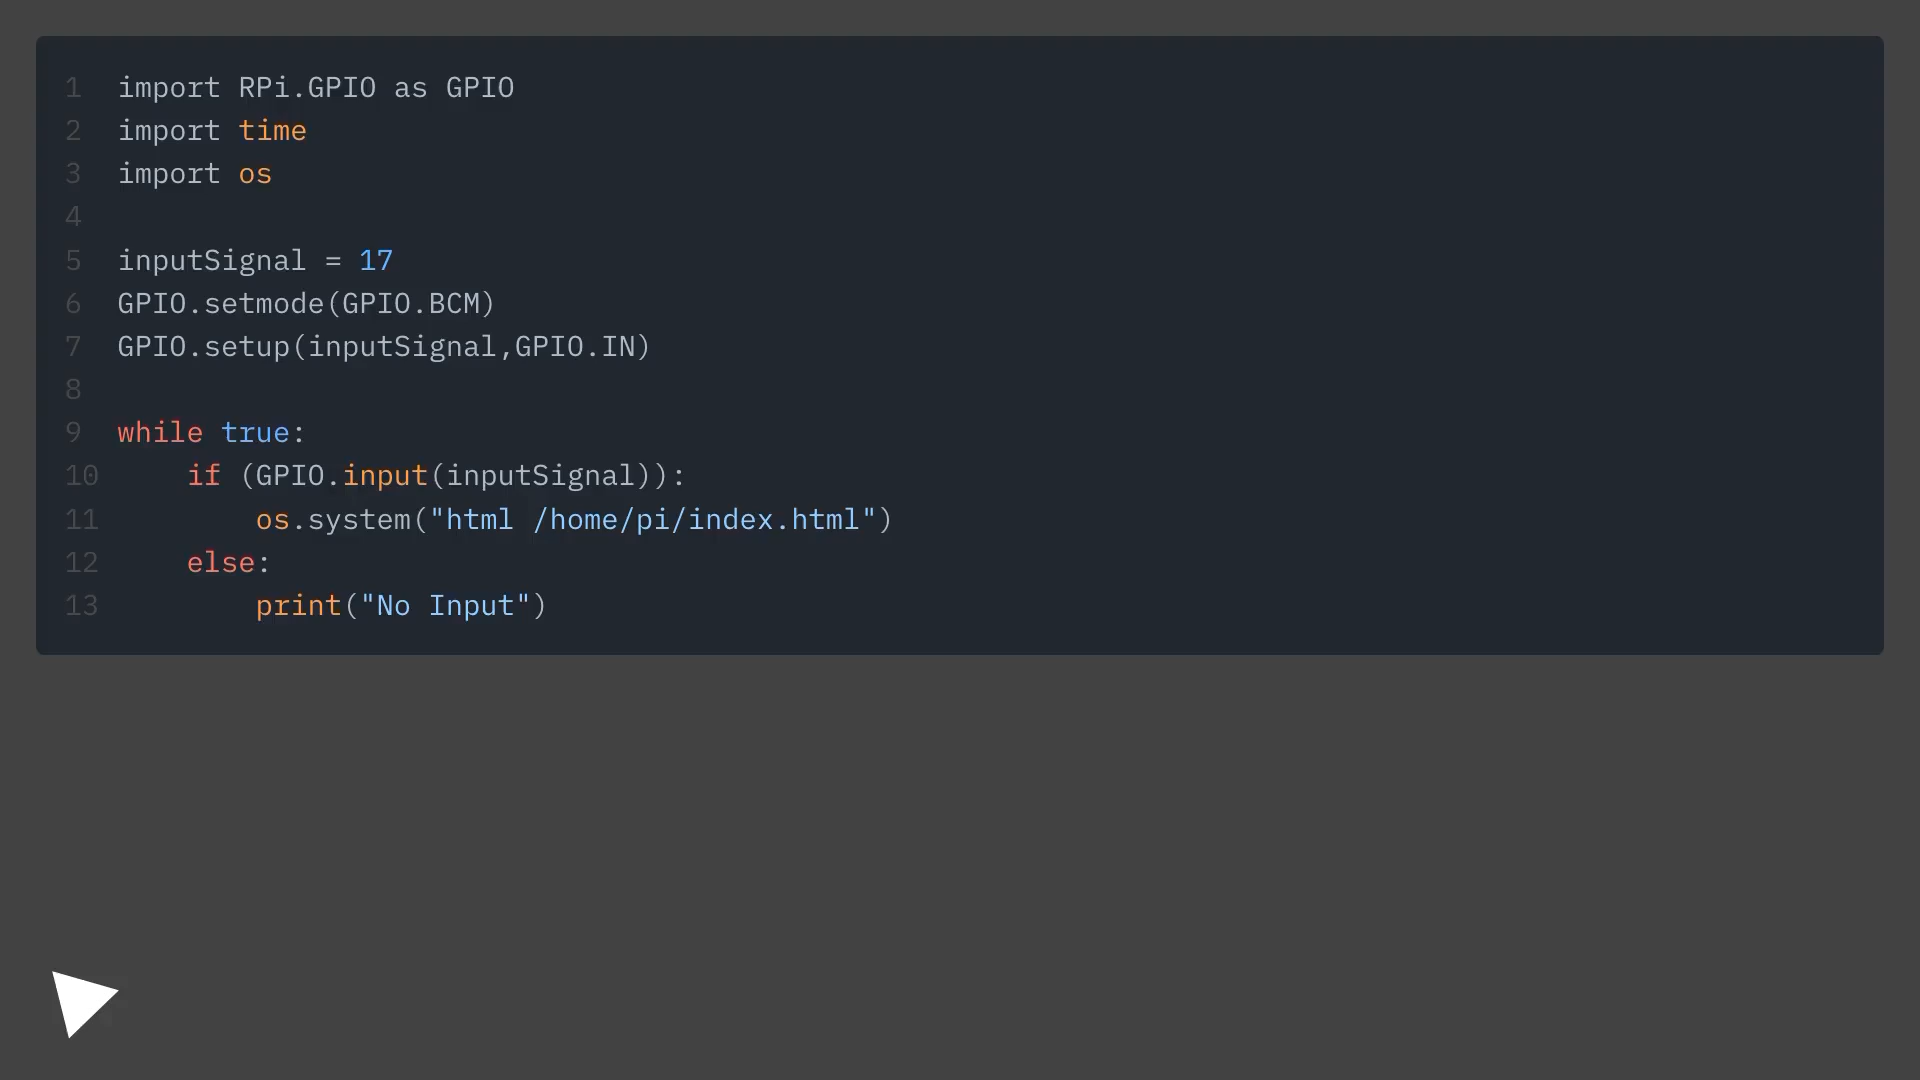 1 import RPi.GPIO as GPIO
2 import time
3 import os
4
5 inputSignal = 17
6 GPIO.setmode(GPIO.BCM)
7 GPIO.setup(inputSignal,GPIO.IN)
8
9 while true:
10     if (GPIO.input(inputSignal)):
11         os.system("html /home/pi/index.html")
12     else:
13         print("No Input")